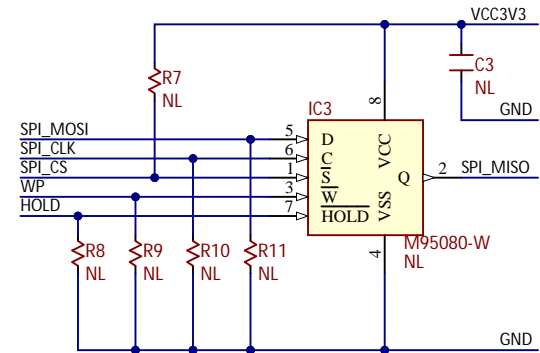 VCC3V3
R7
NL
C3
NL
GND
IC3
8
VCC
SPI_MOSI
5
D
SPI_CLK
6
C
SPI_CS
1
S
Q
2
SPI_MISO
WP
3
W
HOLD
7
HOLD
VSS
4
M95080-W
NL
R8
NL
R9
NL
R10
NL
R11
NL
GND